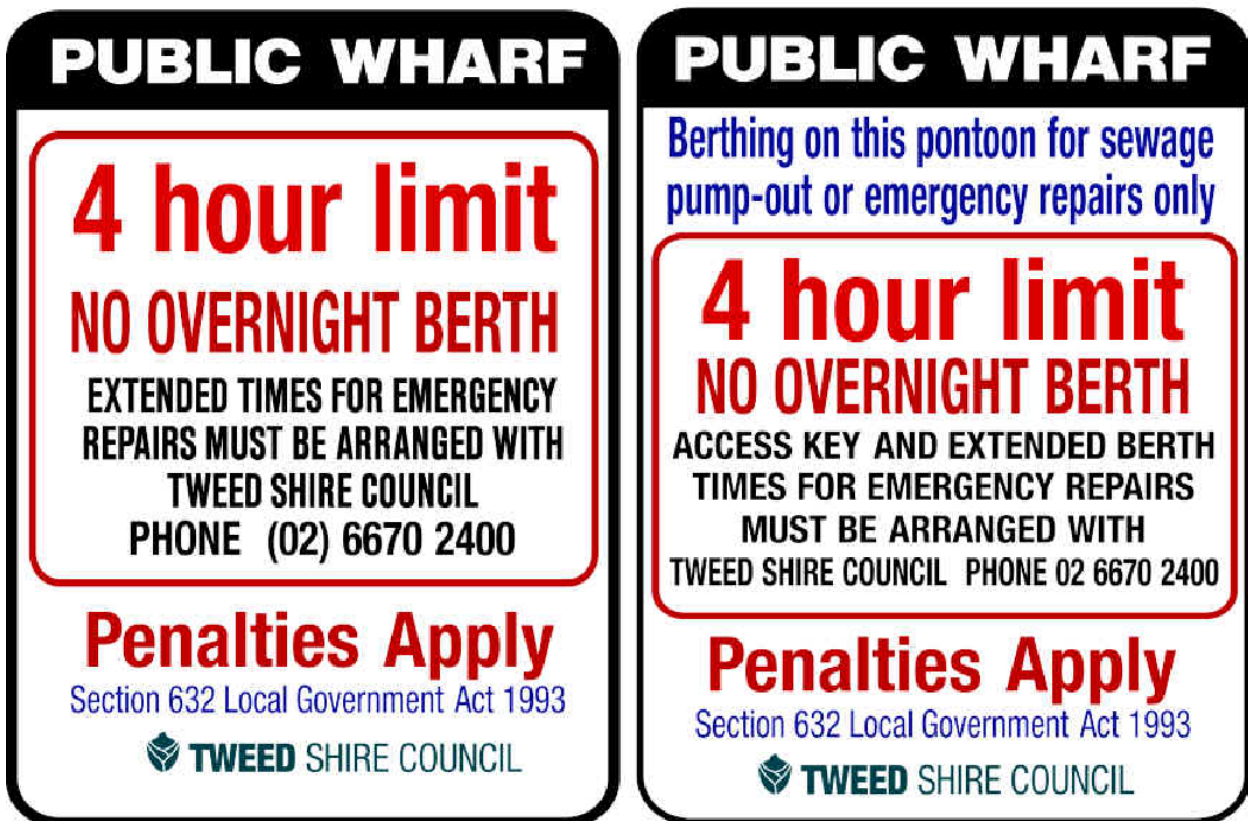 PUBLIC WHARF
4 hour limit
NO OVERNIGHT BERTH
EXTENDED TIMES FOR EMERGENCY
REPAIRS MUST BE ARRANGED WITH
TWEED SHIRE COUNCIL
PHONE (02) 6670 2400
Penalties Apply
Section 632 Local Government Act 1993
TWEED SHIRE COUNCIL
PUBLIC WHARF
Berthing on this pontoon for sewage
pump-out or emergency repairs only
4 hour limit
NO OVERNIGHT BERTH
ACCESS KEY AND EXTENDED BERTH
TIMES FOR EMERGENCY REPAIRS
MUST BE ARRANGED WITH
TWEED SHIRE COUNCIL PHONE 02 6670 2400
Penalties Apply
Section 632 Local Government Act 1993
TWEED SHIRE COUNCIL